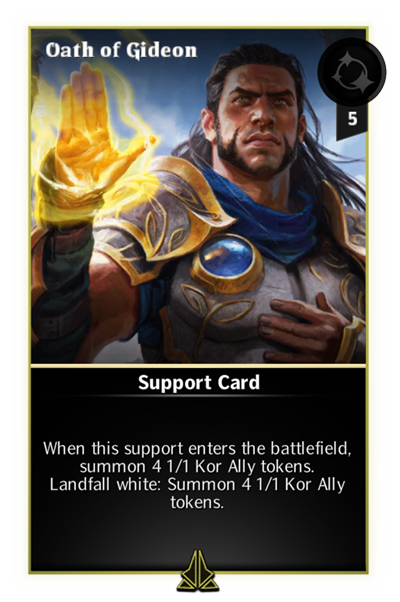 Oath of Gideon
5
Support Card
When this support enters the battlefield,
summon 4 1/1 Kor Ally tokens.
Landfall white: Summon 4 1/1 Kor Ally
tokens.